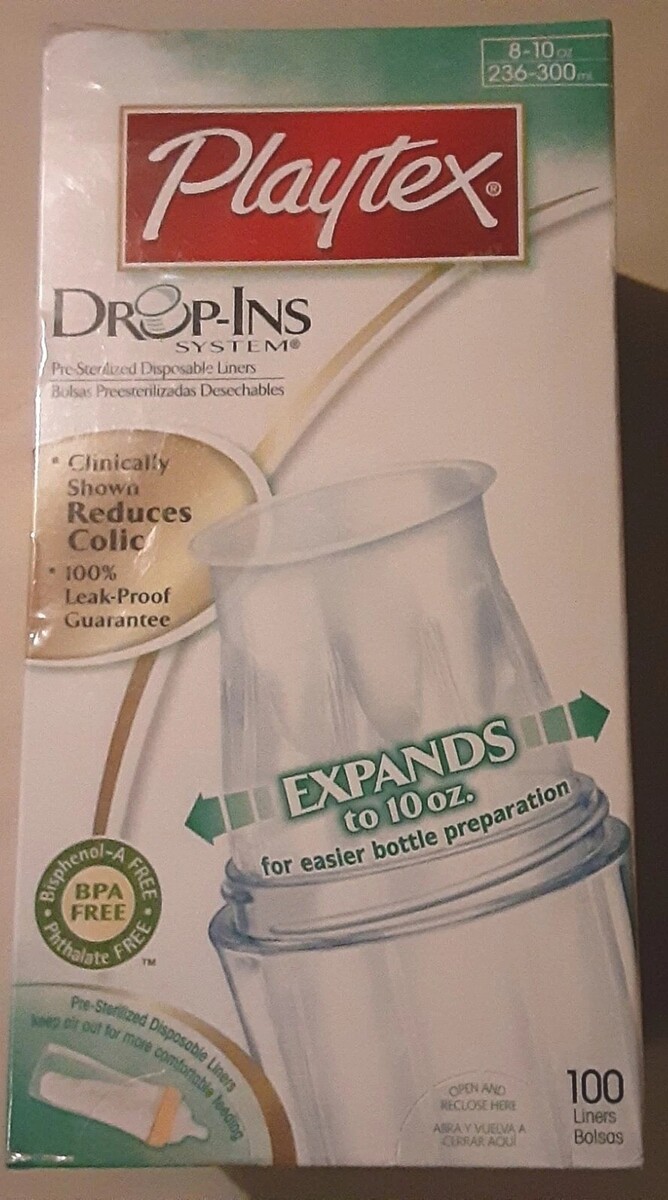 8-10 oz
236-300 mL
Playtex®
DROP-INS
SYSTEM®
Pre-Sterilized Disposable Liners
Bolsas Preesterilizadas Desechables
• Clinically
Shown
Reduces
Colic
• 100%
Leak-Proof
Guarantee
EXPANDS
to 10 oz.
for easier bottle preparation
Bisphenol-A FREE
BPA
FREE
Phthalate FREE
TM
Pre-Sterilized Disposable Liners
keep air out for more comfortable feeding
OPEN AND
RECLOSE HERE
ABRA Y VUELVA A
CERRAR AQUÍ
100
Liners
Bolsas